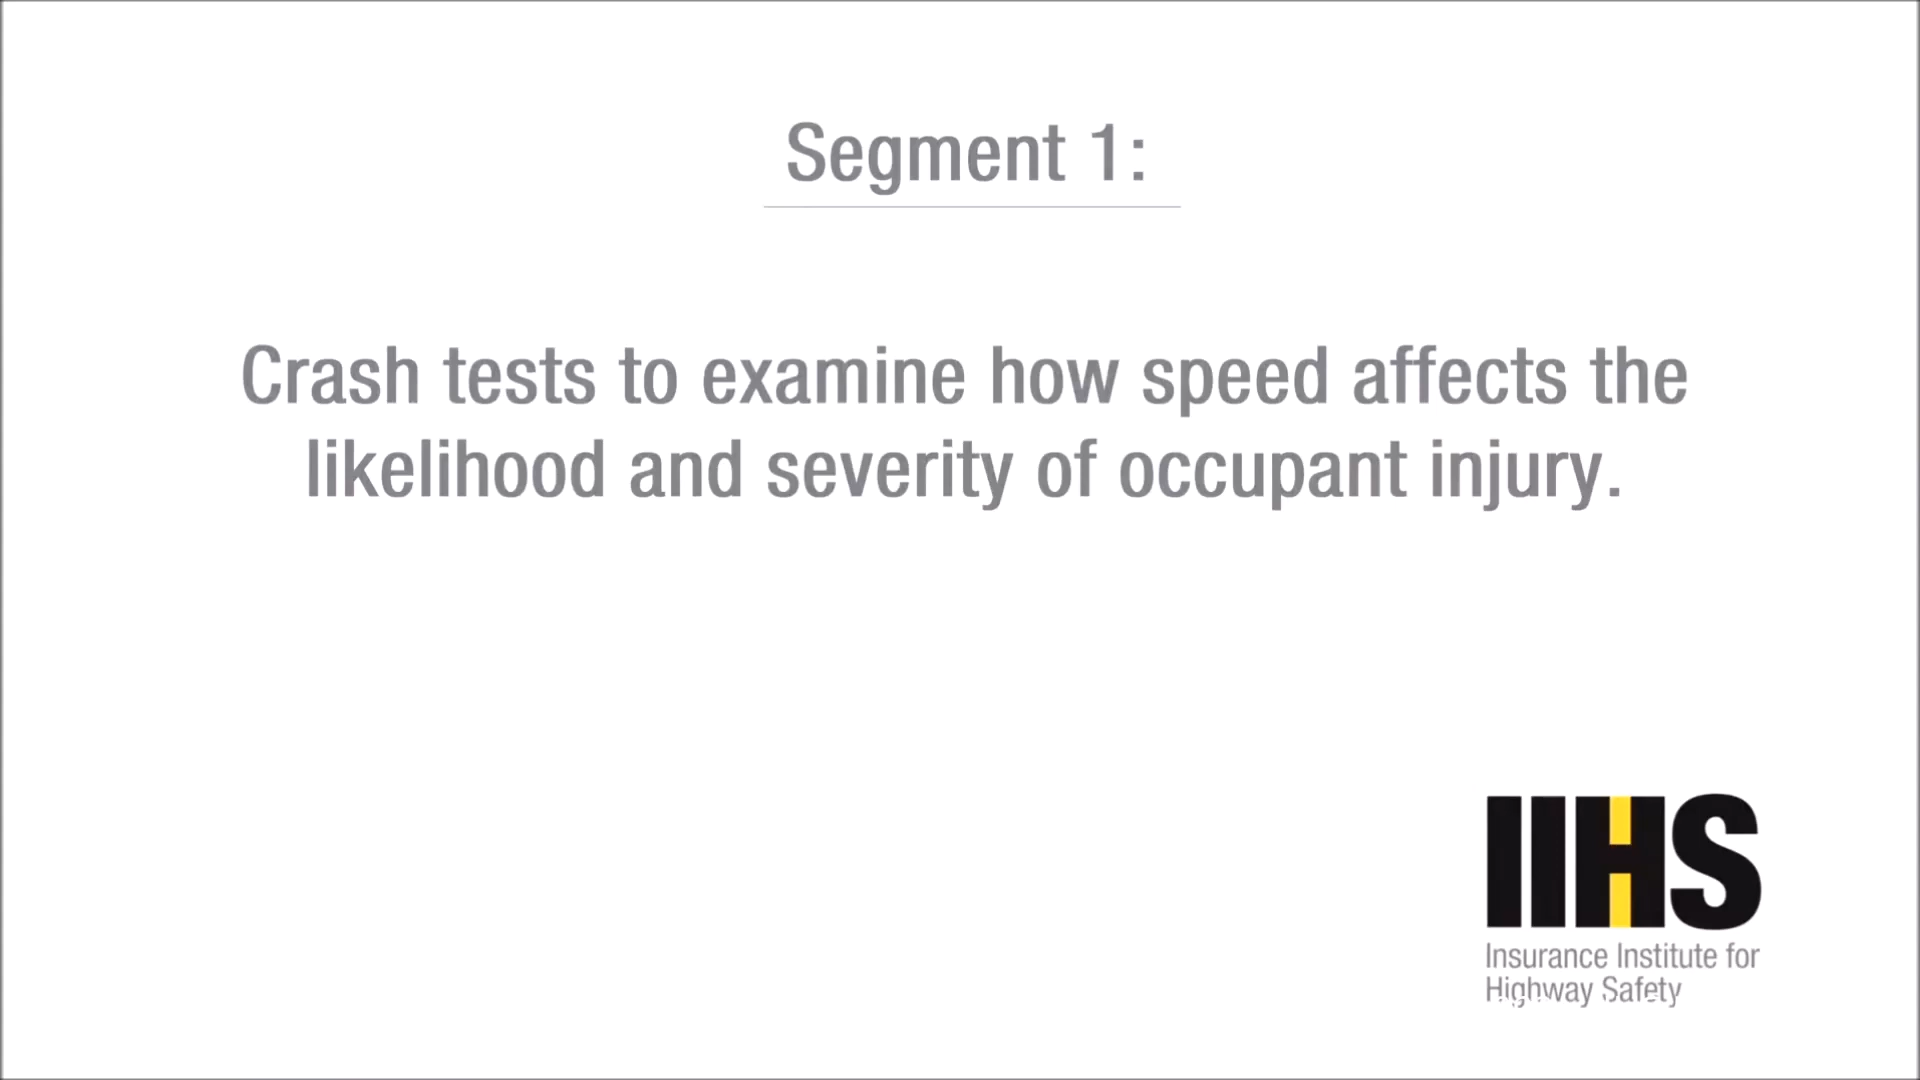 Segment 1:
Crash tests to examine how speed affects the
likelihood and severity of occupant injury.
IIHS
Insurance Institute for
Highway Safety